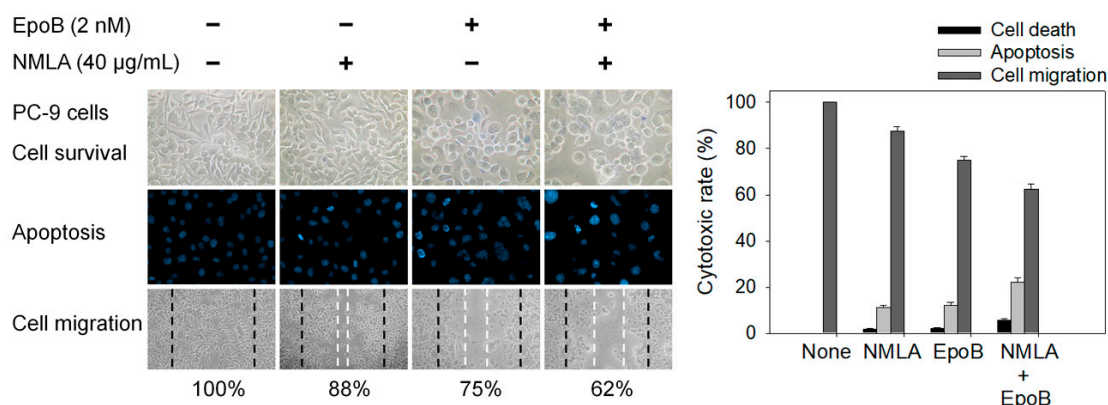 EpoB (2 nM) − − + +
NMLA (40 μg/mL) − + − +
PC-9 cells
Cell survival
Apoptosis
Cell migration
100% 88% 75% 62%
Cell death
Apoptosis
Cell migration
Cytotoxic rate (%)
100
80
60
40
20
0
None NMLA EpoB NMLA
+
EpoB